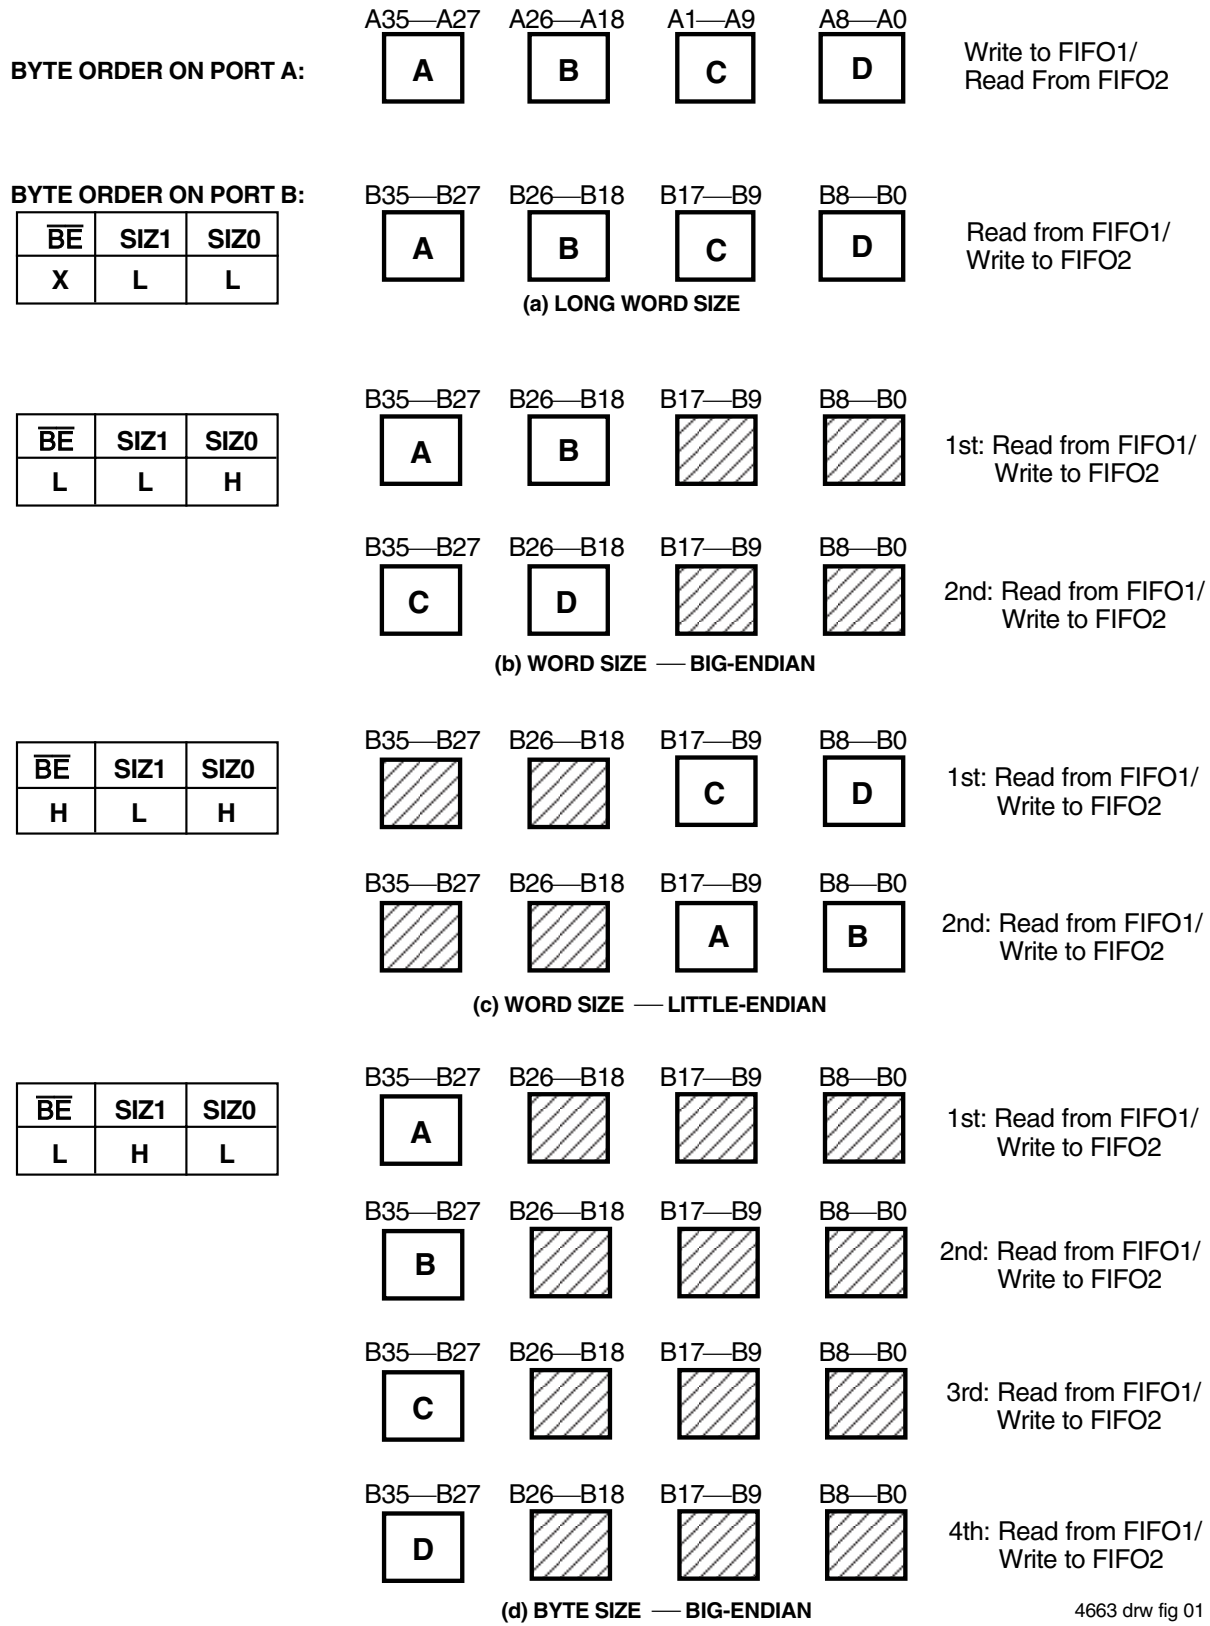 A35—A27 A26—A18 A1—A9 A8—A0
BYTE ORDER ON PORT A: A B C D Write to FIFO1/
Read From FIFO2
BYTE ORDER ON PORT B: B35—B27 B26—B18 B17—B9 B8—B0
B̅E̅ SIZ1 SIZ0
X L L
A B C D
Read from FIFO1/
Write to FIFO2
(a) LONG WORD SIZE
B35—B27 B26—B18 B17—B9 B8—B0
B̅E̅ SIZ1 SIZ0
L L H
A B
1st: Read from FIFO1/
Write to FIFO2
B35—B27 B26—B18 B17—B9 B8—B0
C D
2nd: Read from FIFO1/
Write to FIFO2
(b) WORD SIZE — BIG-ENDIAN
B35—B27 B26—B18 B17—B9 B8—B0
B̅E̅ SIZ1 SIZ0
H L H
C D
1st: Read from FIFO1/
Write to FIFO2
B35—B27 B26—B18 B17—B9 B8—B0
A B
2nd: Read from FIFO1/
Write to FIFO2
(c) WORD SIZE — LITTLE-ENDIAN
B35—B27 B26—B18 B17—B9 B8—B0
B̅E̅ SIZ1 SIZ0
L H L
A
1st: Read from FIFO1/
Write to FIFO2
B35—B27 B26—B18 B17—B9 B8—B0
B
2nd: Read from FIFO1/
Write to FIFO2
B35—B27 B26—B18 B17—B9 B8—B0
C
3rd: Read from FIFO1/
Write to FIFO2
B35—B27 B26—B18 B17—B9 B8—B0
D
4th: Read from FIFO1/
Write to FIFO2
(d) BYTE SIZE — BIG-ENDIAN
4663 drw fig 01